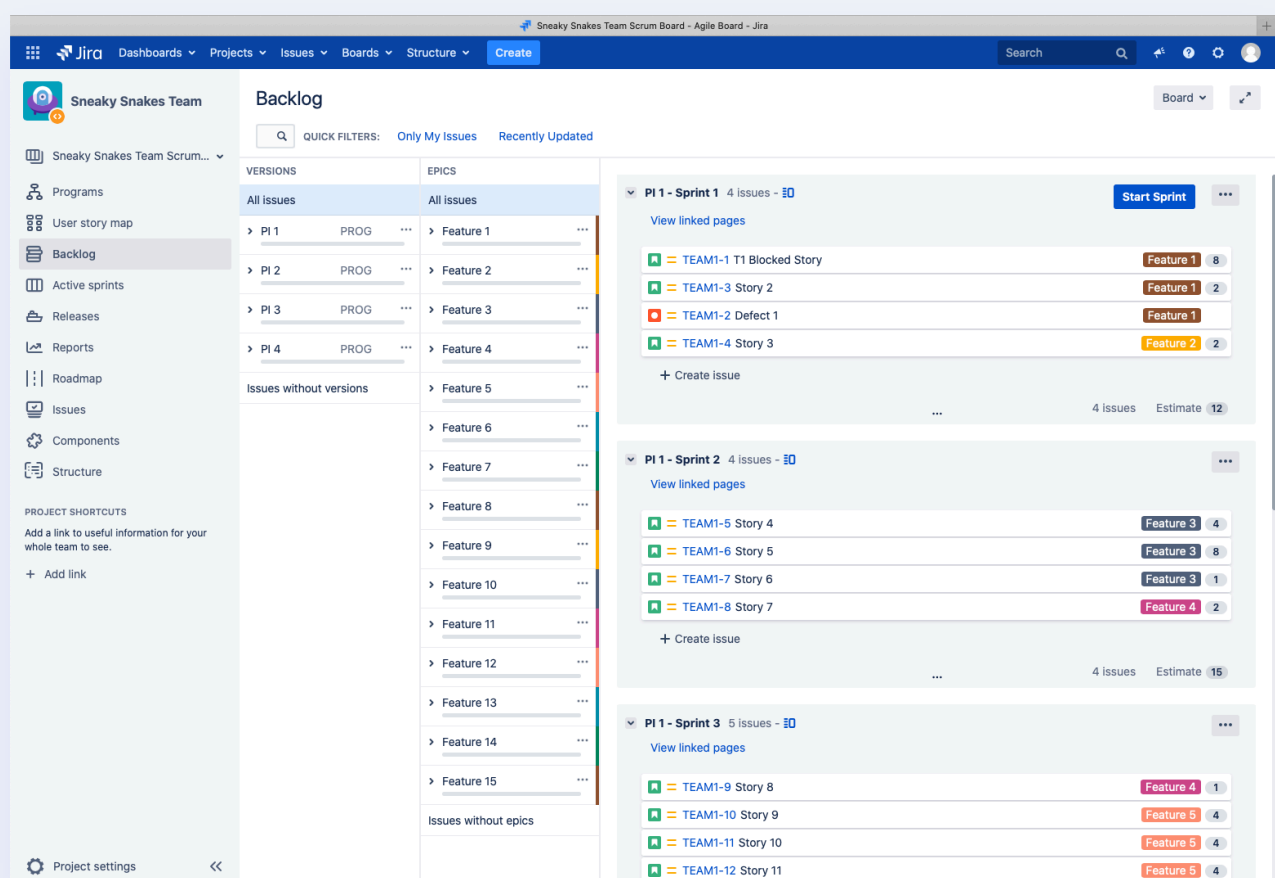 Sneaky Snakes Team Scrum Board - Agile Board - Jira
Jira Dashboards Projects Issues Boards Structure Create Search
Sneaky Snakes Team
Sneaky Snakes Team Scrum...
Programs
User story map
Backlog
Active sprints
Releases
Reports
Roadmap
Issues
Components
Structure
PROJECT SHORTCUTS
Add a link to useful information for your
whole team to see.
+ Add link
Project settings
Backlog
Board
QUICK FILTERS: Only My Issues Recently Updated
VERSIONS
All issues
PI 1 PROG ...
PI 2 PROG ...
PI 3 PROG ...
PI 4 PROG ...
Issues without versions
EPICS
All issues
Feature 1 ...
Feature 2 ...
Feature 3 ...
Feature 4 ...
Feature 5 ...
Feature 6 ...
Feature 7 ...
Feature 8 ...
Feature 9 ...
Feature 10 ...
Feature 11 ...
Feature 12 ...
Feature 13 ...
Feature 14 ...
Feature 15 ...
Issues without epics
PI 1 - Sprint 1 4 issues - Start Sprint ...
View linked pages
TEAM1-1 T1 Blocked Story Feature 1 8
TEAM1-3 Story 2 Feature 1 2
TEAM1-2 Defect 1 Feature 1
TEAM1-4 Story 3 Feature 2 2
+ Create issue
... 4 issues Estimate 12
PI 1 - Sprint 2 4 issues - ...
View linked pages
TEAM1-5 Story 4 Feature 3 4
TEAM1-6 Story 5 Feature 3 8
TEAM1-7 Story 6 Feature 3 1
TEAM1-8 Story 7 Feature 4 2
+ Create issue
... 4 issues Estimate 15
PI 1 - Sprint 3 5 issues - ...
View linked pages
TEAM1-9 Story 8 Feature 4 1
TEAM1-10 Story 9 Feature 5 4
TEAM1-11 Story 10 Feature 5 4
TEAM1-12 Story 11 Feature 5 4